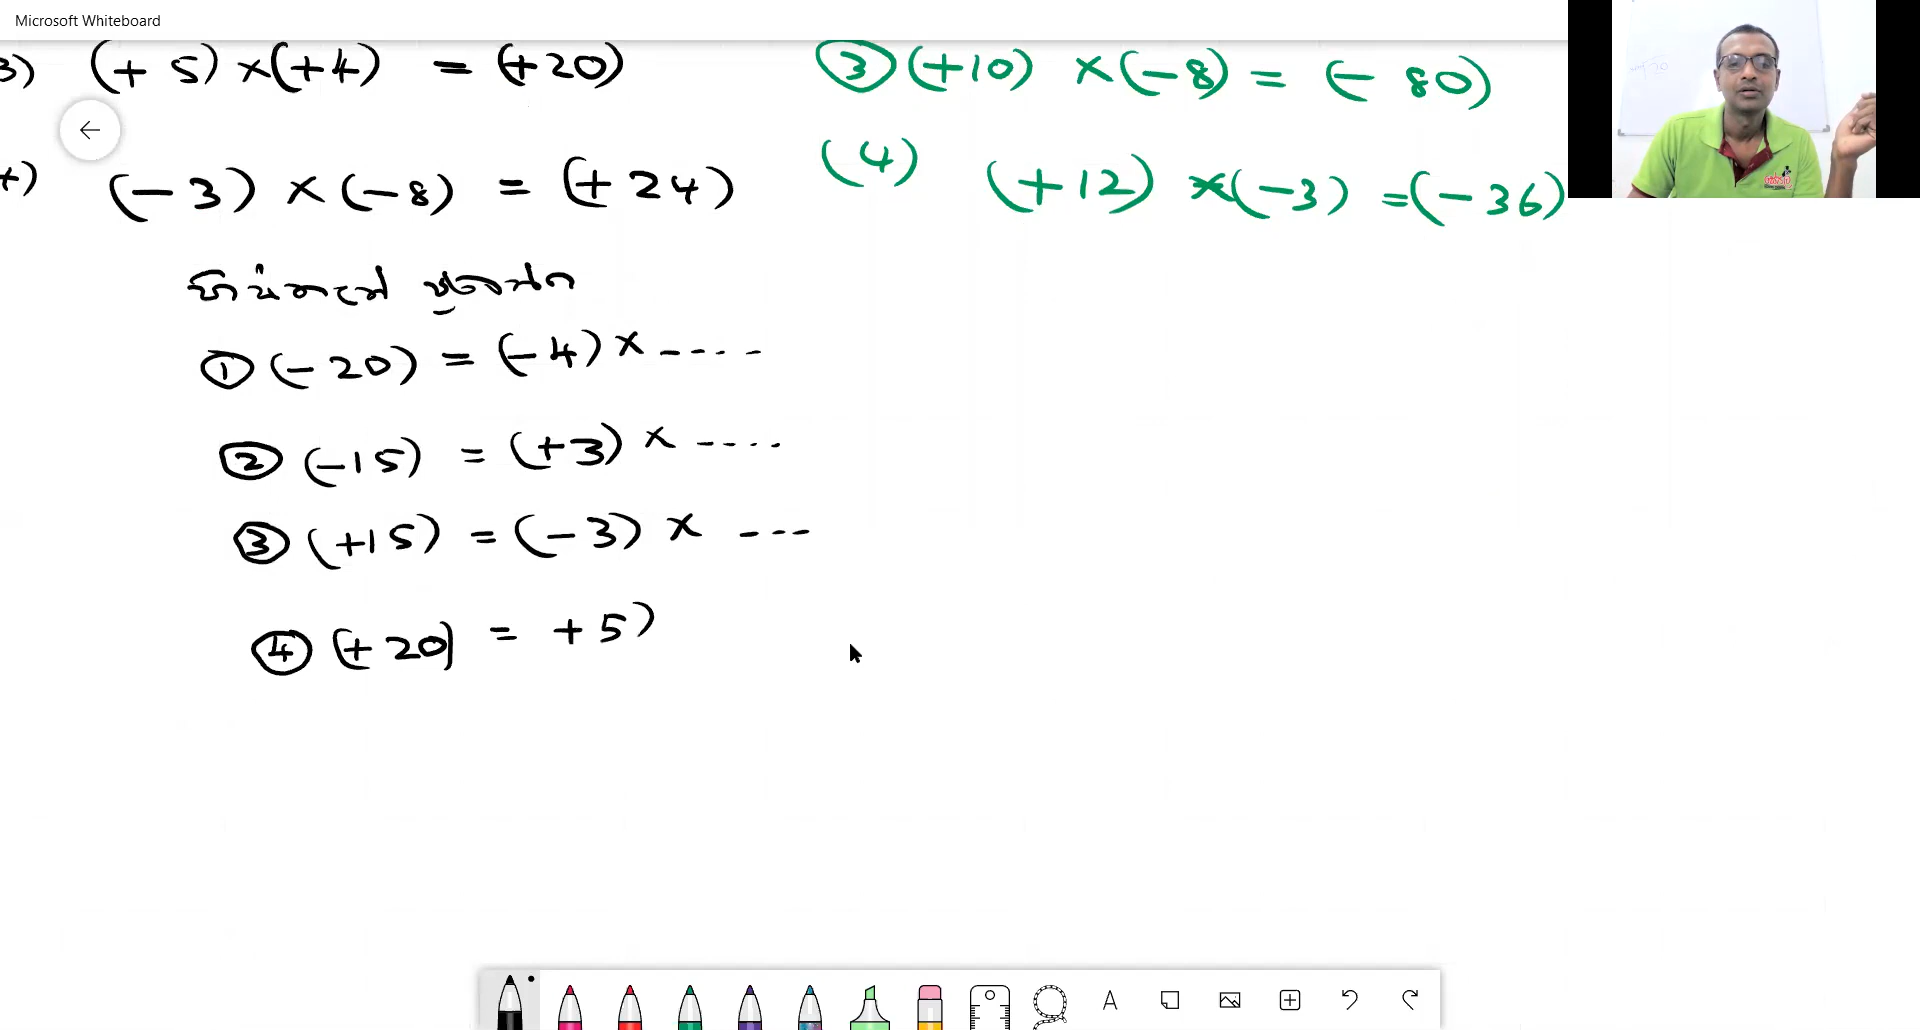 Microsoft Whiteboard
3) (+ 5) ×(+4) = (+20)
(− 3) × (−8) = (+ 24)
① (− 20) = (− 4) × ....
② (−15) = (+3) × ....
③ (+15) = (−3) × ...
④ (+ 20) = + 5)
③ (+10) × (−8) = (− 80)
(4) (+12) ×(−3) =(− 36)
A